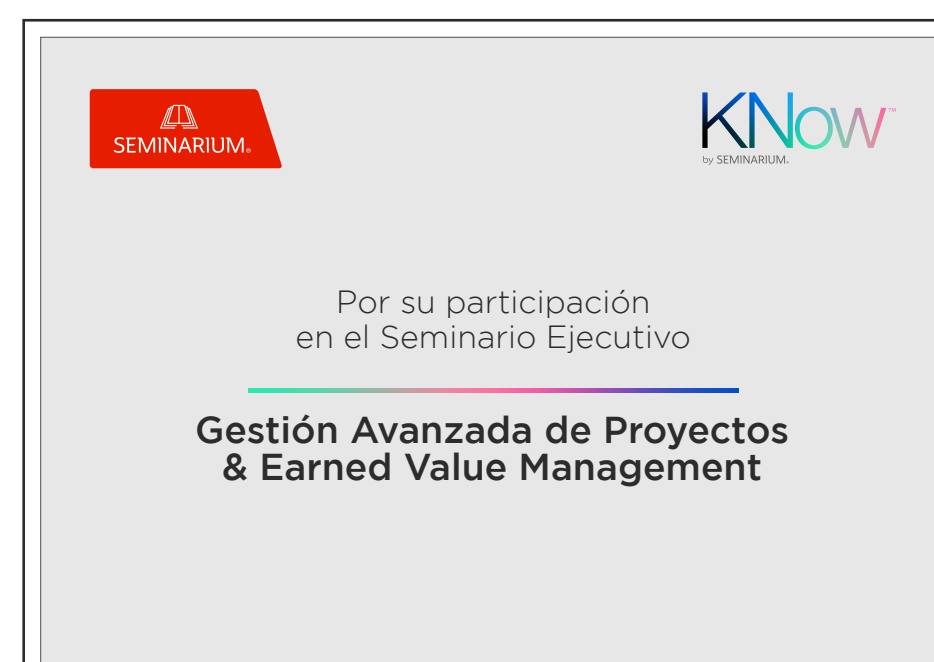 SEMINARIUM®
KNOW™
by SEMINARIUM®
Por su participación
en el Seminario Ejecutivo
Gestión Avanzada de Proyectos
& Earned Value Management